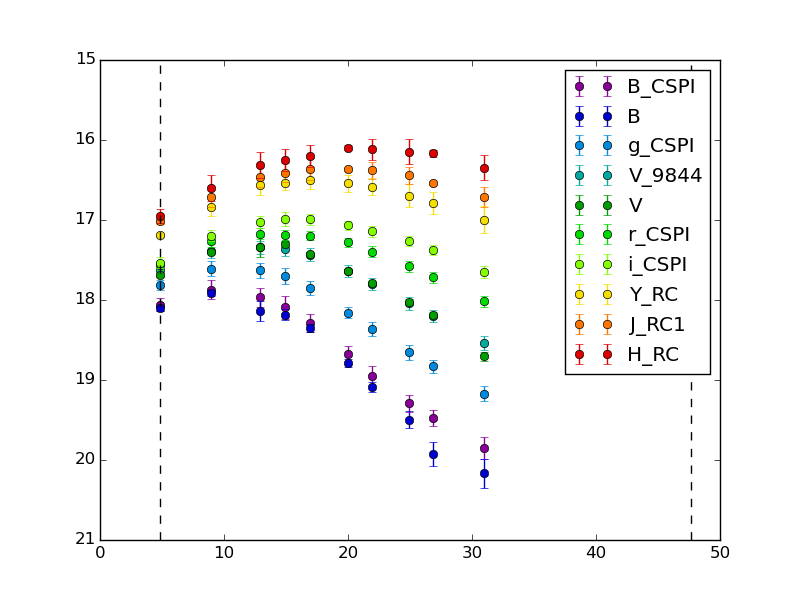 15
16
17
18
19
20
21
0
10
20
30
40
50
B_CSPI
B
g_CSPI
V_9844
V
r_CSPI
i_CSPI
Y_RC
J_RC1
H_RC